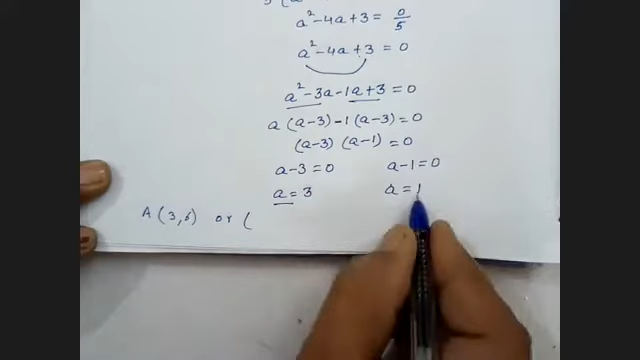 a² - 4a + 3 = 0/5
a² - 4a + 3 = 0
a² - 3a - 1a + 3 = 0
a (a-3) - 1 (a-3) = 0
(a-3) (a-1) = 0
a - 3 = 0 a - 1 = 0
a = 3 a = 1
A (3,6) or (